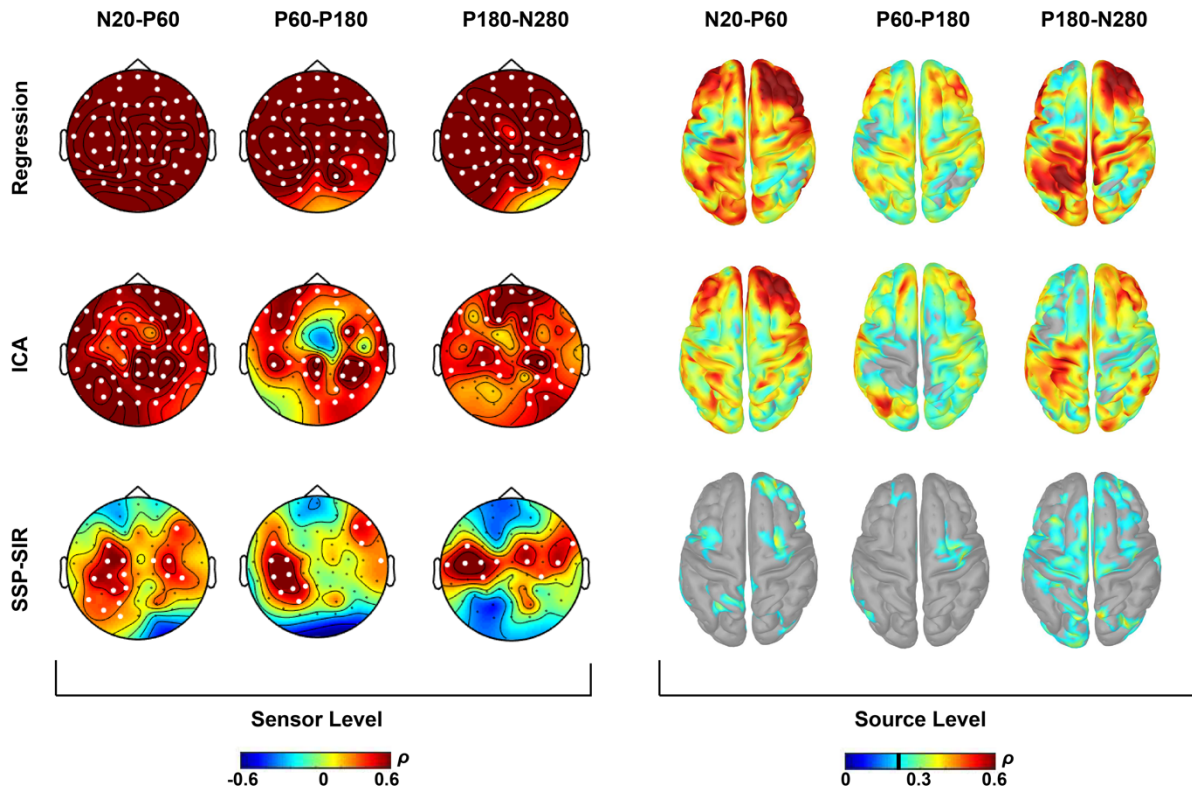 N20-P60 P60-P180 P180-N280 N20-P60 P60-P180 P180-N280
Regression
ICA
SSP-SIR
Sensor Level Source Level
ρ ρ
-0.6 0 0.6 0 0.3 0.6